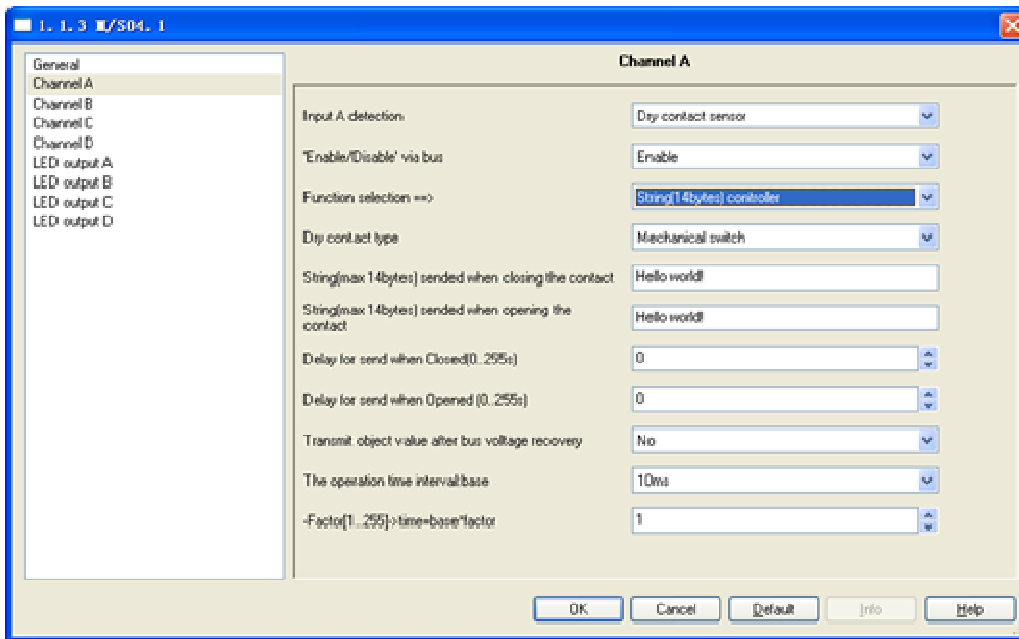 1. 1. 3 M/S04. 1
General
Channel A
Channel B
Channel C
Channel D
LED output A
LED output B
LED output C
LED output D
Channel A
Input A detection:
Dry contact sensor
"Enable/Disable' via bus
Enable
Function selection ==>
String(14bytes) controller
Dry contact type
Mechanical switch
String(max 14bytes) sended when closing the contact
Hello world!
String(max 14bytes) sended when opening the
contact
Hello world!
Delay for send when Closed(0..255s)
0
Delay for send when Opened (0..255s)
0
Transmit object value after bus voltage recovery
No
The operation time interval:base
10ms
-Factor[1...255]->time=base*factor
1
OK
Cancel
Default
Info
Help